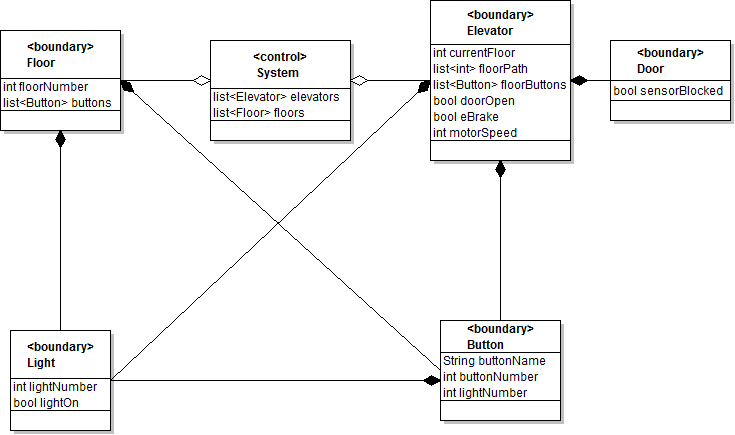 <boundary>
Floor
int floorNumber
list<Button> buttons
<control>
System
list<Elevator> elevators
list<Floor> floors
<boundary>
Elevator
int currentFloor
list<int> floorPath
list<Button> floorButtons
bool doorOpen
bool eBrake
int motorSpeed
<boundary>
Door
bool sensorBlocked
<boundary>
Light
int lightNumber
bool lightOn
<boundary>
Button
String buttonName
int buttonNumber
int lightNumber